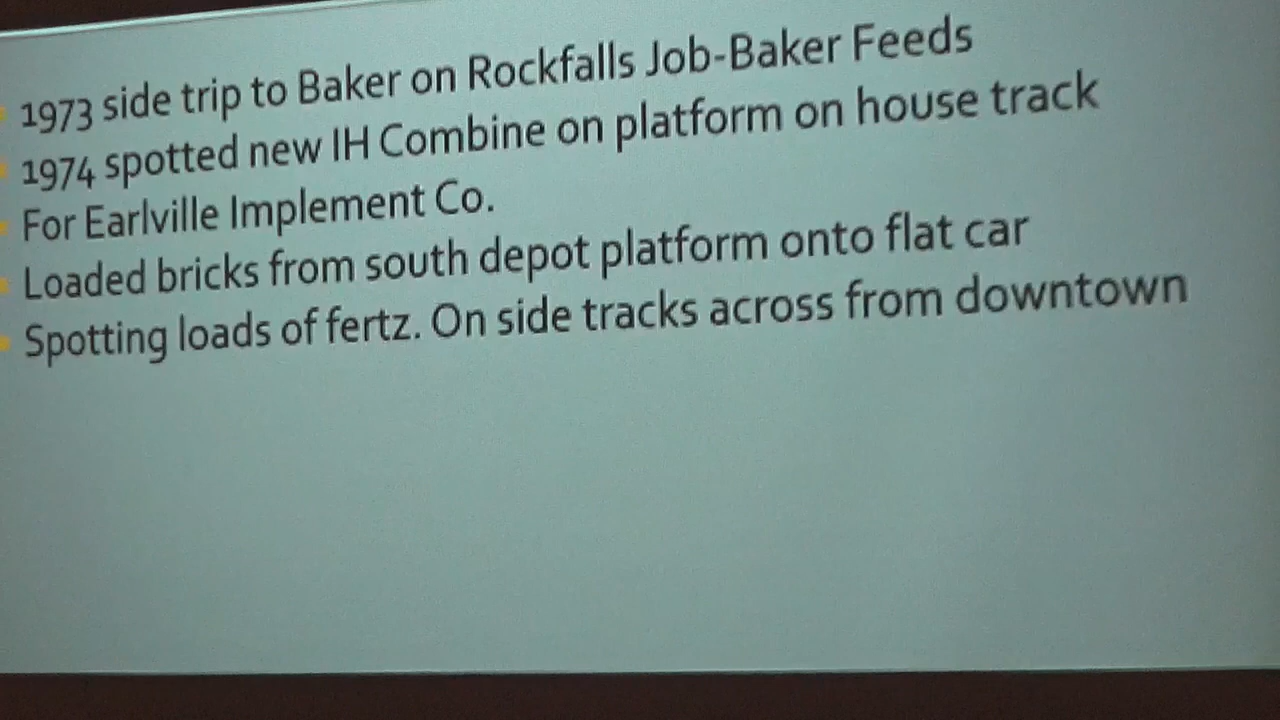 1973 side trip to Baker on Rockfalls Job-Baker Feeds
1974 spotted new IH Combine on platform on house track
For Earlville Implement Co.
Loaded bricks from south depot platform onto flat car
Spotting loads of fertz. On side tracks across from downtown